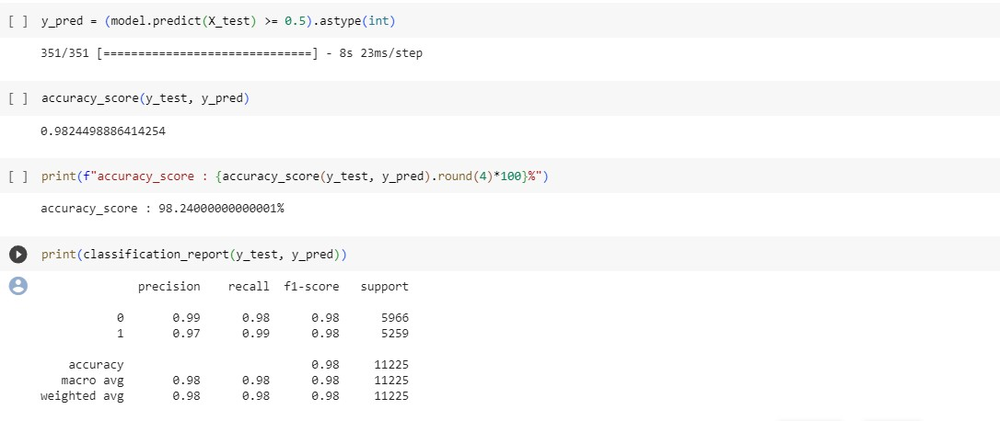 [ ] y_pred = (model.predict(X_test) >= 0.5).astype(int)
351/351 [==============================] - 8s 23ms/step
[ ] accuracy_score(y_test, y_pred)
0.9824498886414254
[ ] print(f"accuracy_score : {accuracy_score(y_test, y_pred).round(4)*100}%")
accuracy_score : 98.24000000000001%
print(classification_report(y_test, y_pred))
precision recall f1-score support
0 0.99 0.98 0.98 5966
1 0.97 0.99 0.98 5259
accuracy 0.98 11225
macro avg 0.98 0.98 0.98 11225
weighted avg 0.98 0.98 0.98 11225